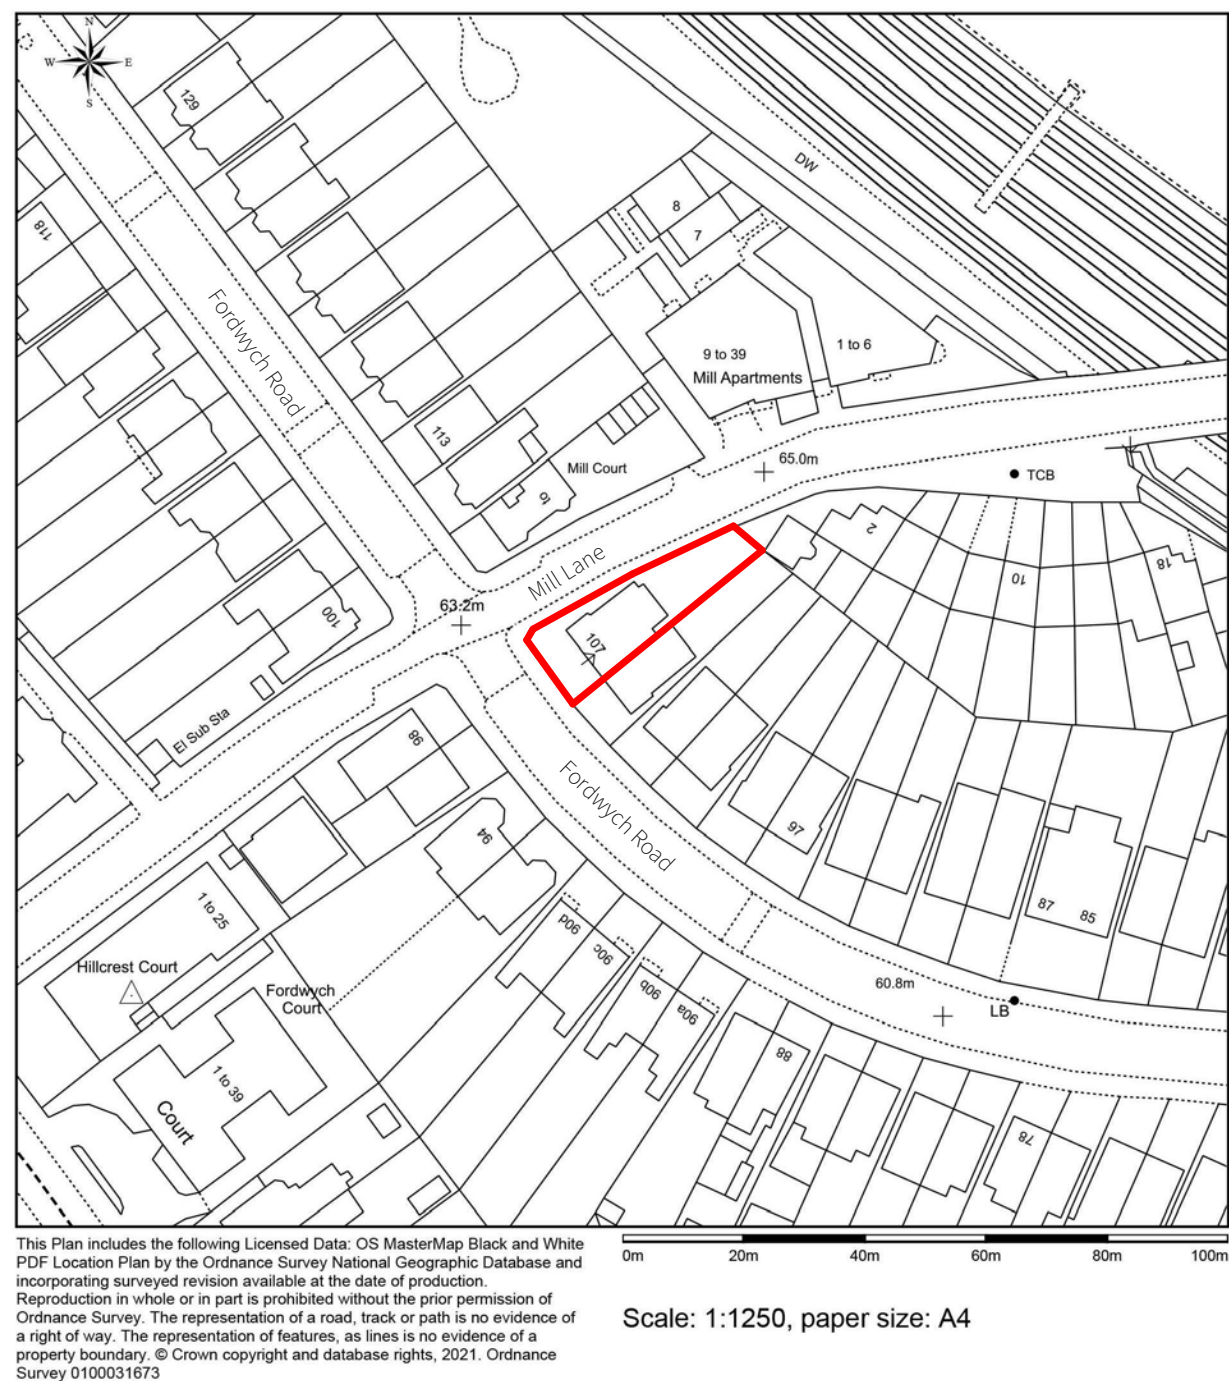 N
W
E
S
129
118
Fordwych Road
DW
8
7
9 to 39
Mill Apartments
1 to 6
113
Mill Court
to
65.0m
TCB
2
10
18
Mill Lane
63.2m
100
107
El Sub Sta
98
Fordwych Road
97
94
87
85
1 to 25
90d
90c
90b
90a
Hillcrest Court
Fordwych
Court
60.8m
LB
88
1 to 39
Court
78
This Plan includes the following Licensed Data: OS MasterMap Black and White
PDF Location Plan by the Ordnance Survey National Geographic Database and
incorporating surveyed revision available at the date of production.
Reproduction in whole or in part is prohibited without the prior permission of
Ordnance Survey. The representation of a road, track or path is no evidence of
a right of way. The representation of features, as lines is no evidence of a
property boundary. © Crown copyright and database rights, 2021. Ordnance
Survey 0100031673
0m 20m 40m 60m 80m 100m
Scale: 1:1250, paper size: A4